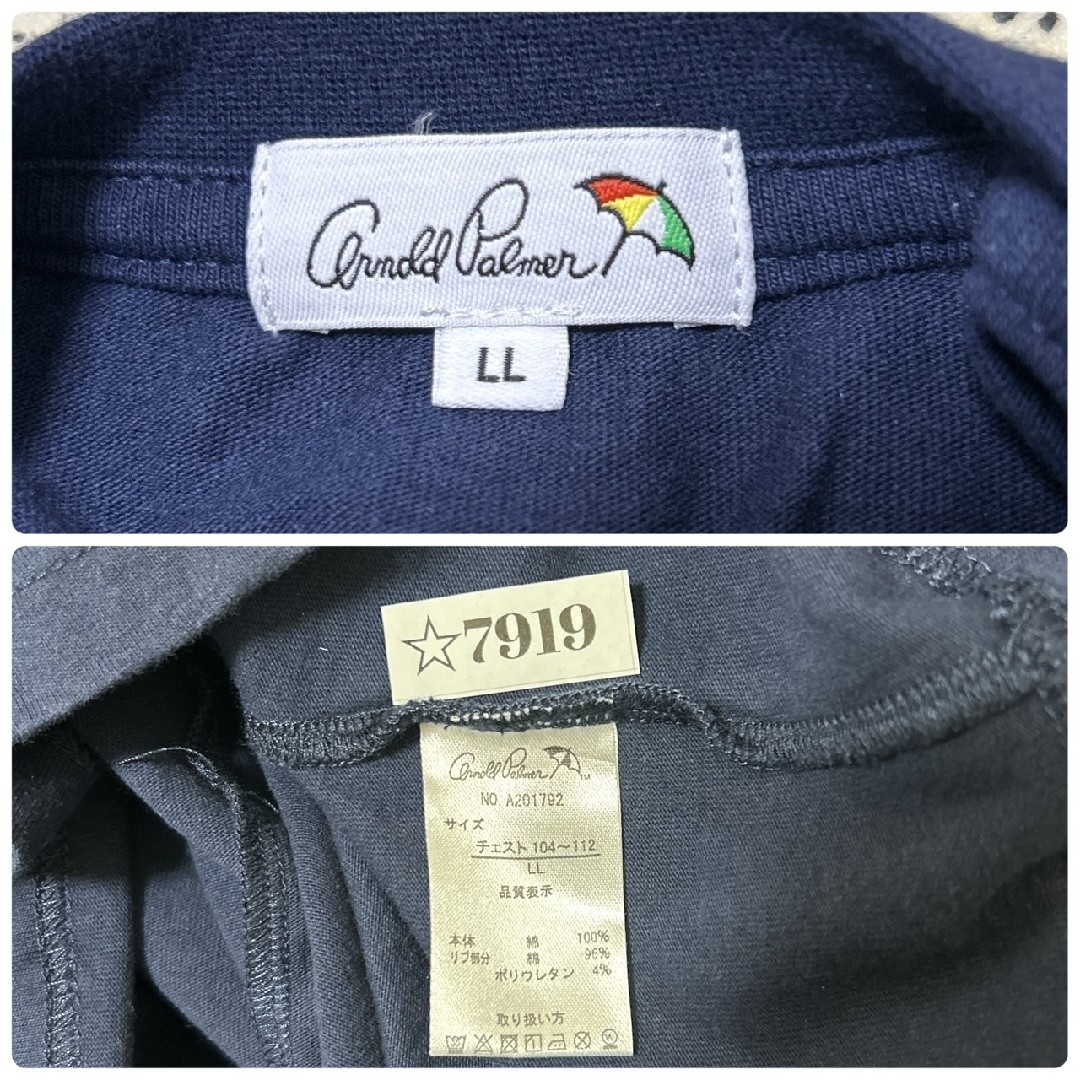 Arnold Palmer
LL
☆7919
Arnold Palmer
NO A201792
サイズ
チェスト 104～112
LL
品質表示
本体 綿 100%
リブ部分 綿 96%
ポリウレタン 4%
取り扱い方